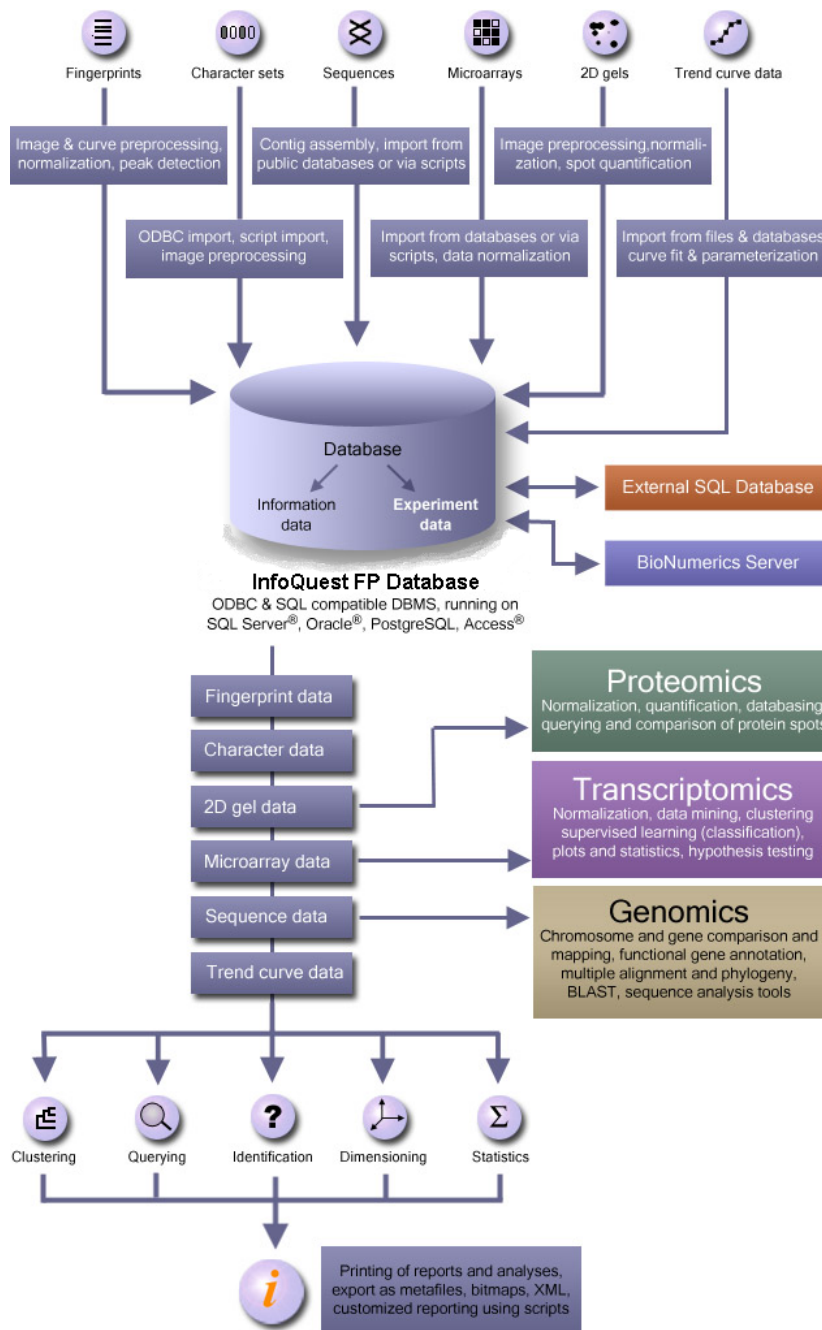 0000
Fingerprints
Character sets
Sequences
Microarrays
2D gels
Trend curve data
Image & curve preprocessing,
normalization, peak detection
Contig assembly, import from
public databases or via scripts
Image preprocessing,normali-
zation, spot quantification
ODBC import, script import,
image preprocessing
Import from databases or via
scripts, data normalization
Import from files & databases
curve fit & parameterization
Database
Information
data
Experiment
data
External SQL Database
BioNumerics Server
InfoQuest FP Database
ODBC & SQL compatible DBMS, running on
SQL Server®, Oracle®, PostgreSQL, Access®
Fingerprint data
Character data
2D gel data
Microarray data
Sequence data
Trend curve data
Proteomics
Normalization, quantification, databasing
querying and comparison of protein spots
Transcriptomics
Normalization, data mining, clustering
supervised learning (classification),
plots and statistics, hypothesis testing
Genomics
Chromosome and gene comparison and
mapping, functional gene annotation,
multiple alignment and phylogeny,
BLAST, sequence analysis tools
?
Σ
Clustering
Querying
Identification
Dimensioning
Statistics
i
Printing of reports and analyses,
export as metafiles, bitmaps, XML,
customized reporting using scripts